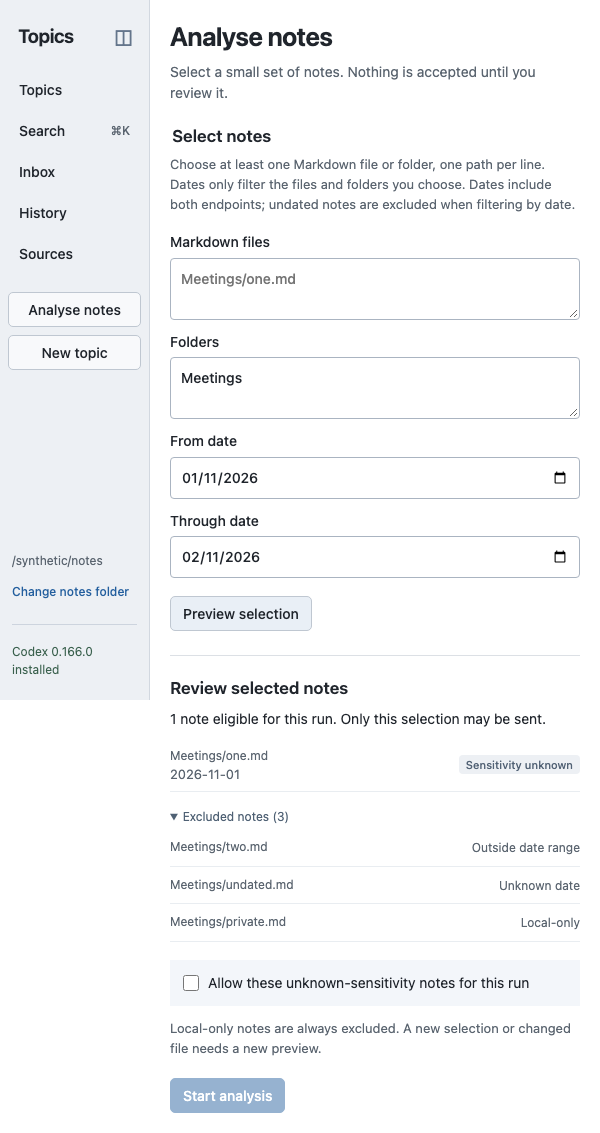 Topics
Topics
Search ⌘K
Inbox
History
Sources
Analyse notes
New topic
/synthetic/notes
Change notes folder
Codex 0.166.0
installed
Analyse notes
Select a small set of notes. Nothing is accepted until you
review it.
Select notes
Choose at least one Markdown file or folder, one path per line.
Dates only filter the files and folders you choose. Dates include
both endpoints; undated notes are excluded when filtering by date.
Markdown files
Meetings/one.md
Folders
Meetings
From date
01/11/2026
Through date
02/11/2026
Preview selection
Review selected notes
1 note eligible for this run. Only this selection may be sent.
Meetings/one.md
2026-11-01
Sensitivity unknown
▼ Excluded notes (3)
Meetings/two.md Outside date range
Meetings/undated.md Unknown date
Meetings/private.md Local-only
Allow these unknown-sensitivity notes for this run
Local-only notes are always excluded. A new selection or changed
file needs a new preview.
Start analysis